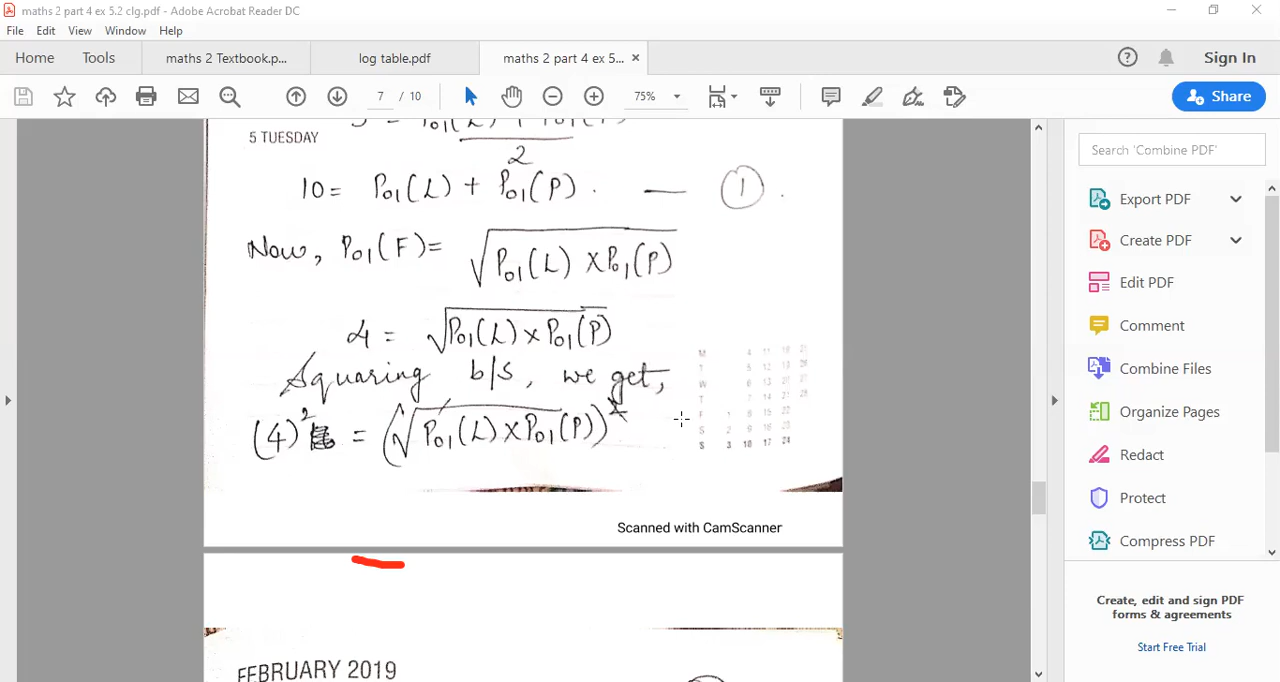 maths 2 part 4 ex 5.2 clg.pdf - Adobe Acrobat Reader DC
File Edit View Window Help
Home Tools maths 2 Textbook.p... log table.pdf maths 2 part 4 ex 5... × Sign In
7 / 10 75% Share
5 TUESDAY
2
10 = P01(L) + P01(P). — 1
Now, P01(F) = √P01(L) × P01(P)
4 = √P01(L) × P01(P)
Squaring b/s, we get,
(4)² = (√P01(L) × P01(P))²
Scanned with CamScanner
FEBRUARY 2019
Search 'Combine PDF'
Export PDF
Create PDF
Edit PDF
Comment
Combine Files
Organize Pages
Redact
Protect
Compress PDF
Create, edit and sign PDF
forms & agreements
Start Free Trial